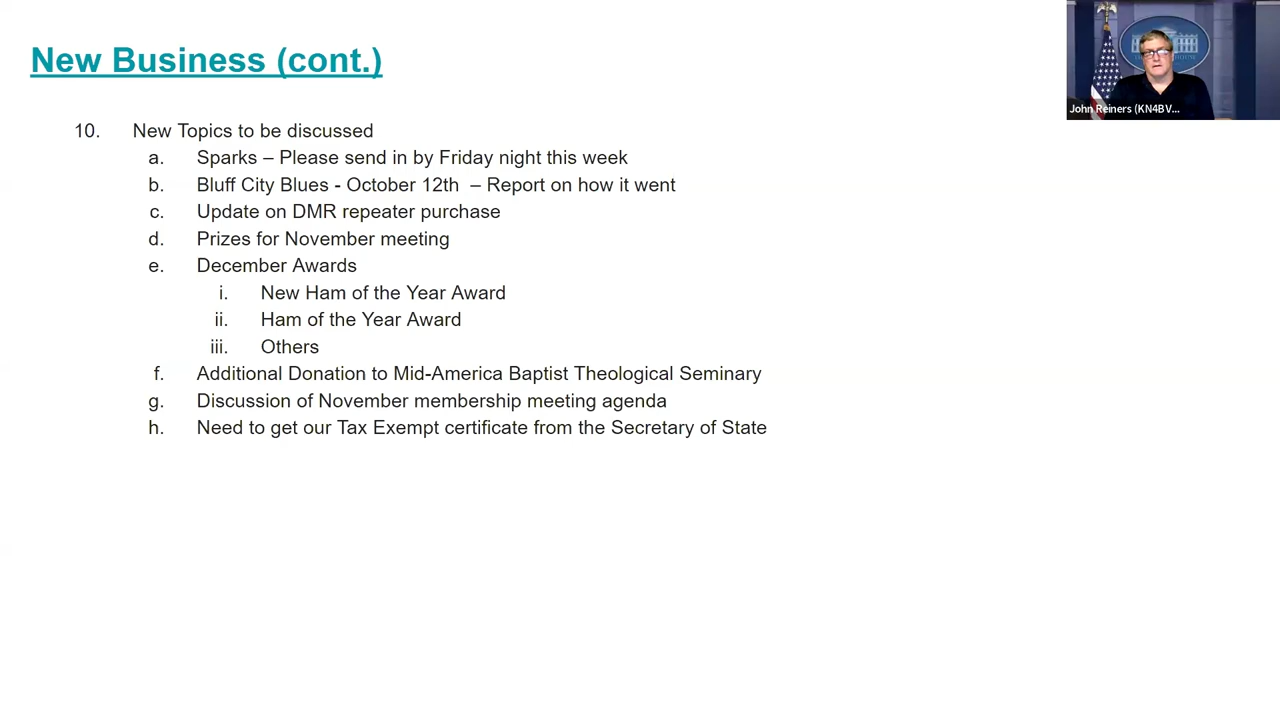 New Business (cont.)
John Reiners (KN4BV...
10. New Topics to be discussed
a. Sparks – Please send in by Friday night this week
b. Bluff City Blues - October 12th – Report on how it went
c. Update on DMR repeater purchase
d. Prizes for November meeting
e. December Awards
i. New Ham of the Year Award
ii. Ham of the Year Award
iii. Others
f. Additional Donation to Mid-America Baptist Theological Seminary
g. Discussion of November membership meeting agenda
h. Need to get our Tax Exempt certificate from the Secretary of State